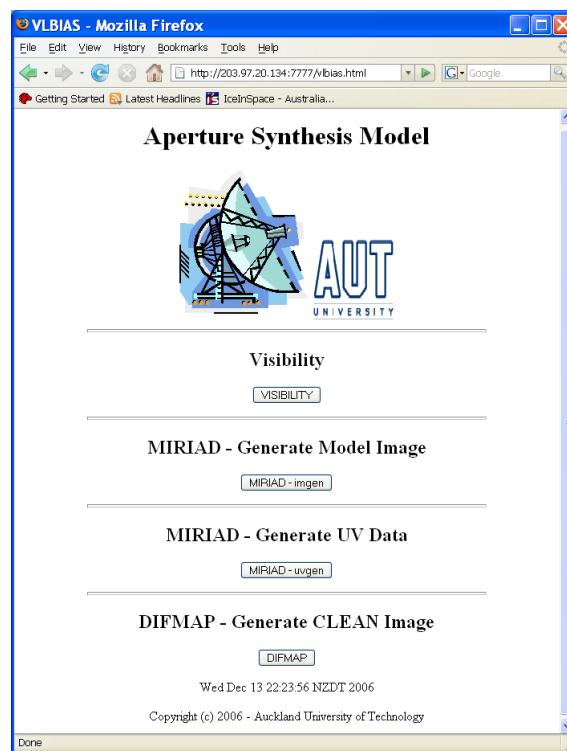 VLBIAS - Mozilla Firefox
File Edit View History Bookmarks Tools Help
http://203.97.20.134:7777/vlbias.html
G Google
Getting Started Latest Headlines IceInSpace - Australia...
Aperture Synthesis Model
AUT
UNIVERSITY
Visibility
VISIBILITY
MIRIAD - Generate Model Image
MIRIAD - imgen
MIRIAD - Generate UV Data
MIRIAD - uvgen
DIFMAP - Generate CLEAN Image
DIFMAP
Wed Dec 13 22:23:56 NZDT 2006
Copyright (c) 2006 - Auckland University of Technology
Done